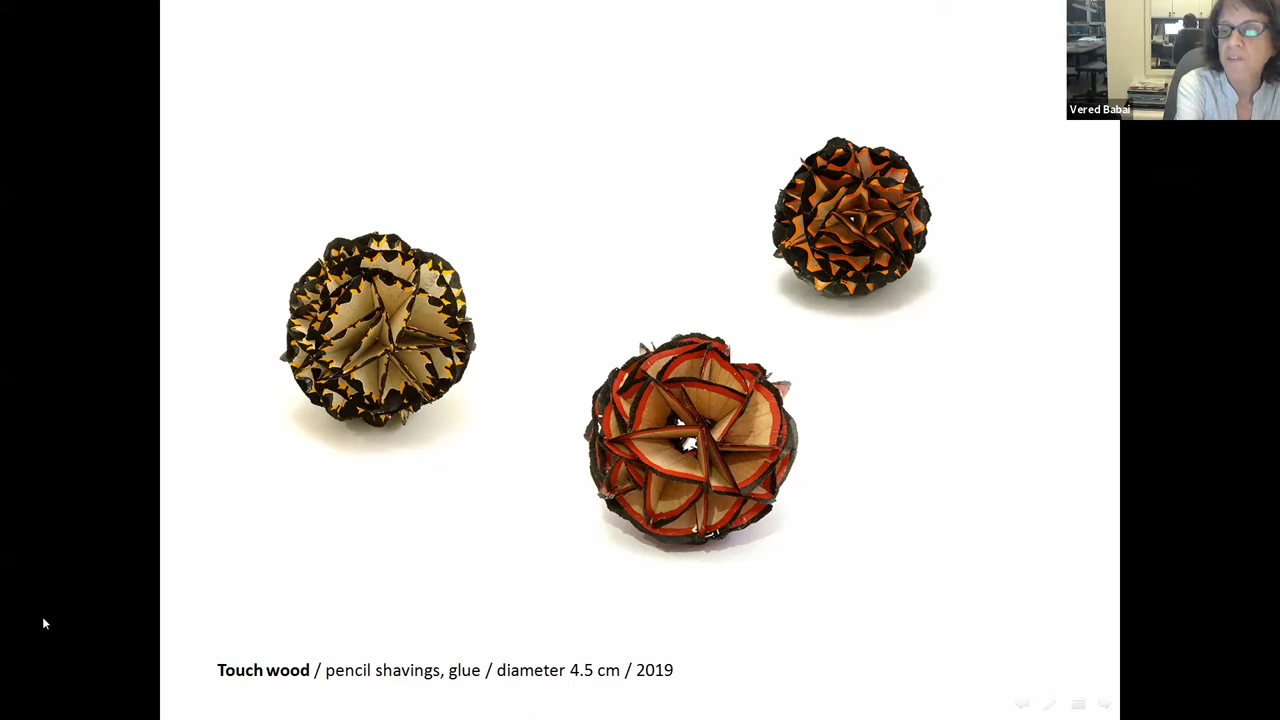 Vered Babai
Touch wood / pencil shavings, glue / diameter 4.5 cm / 2019